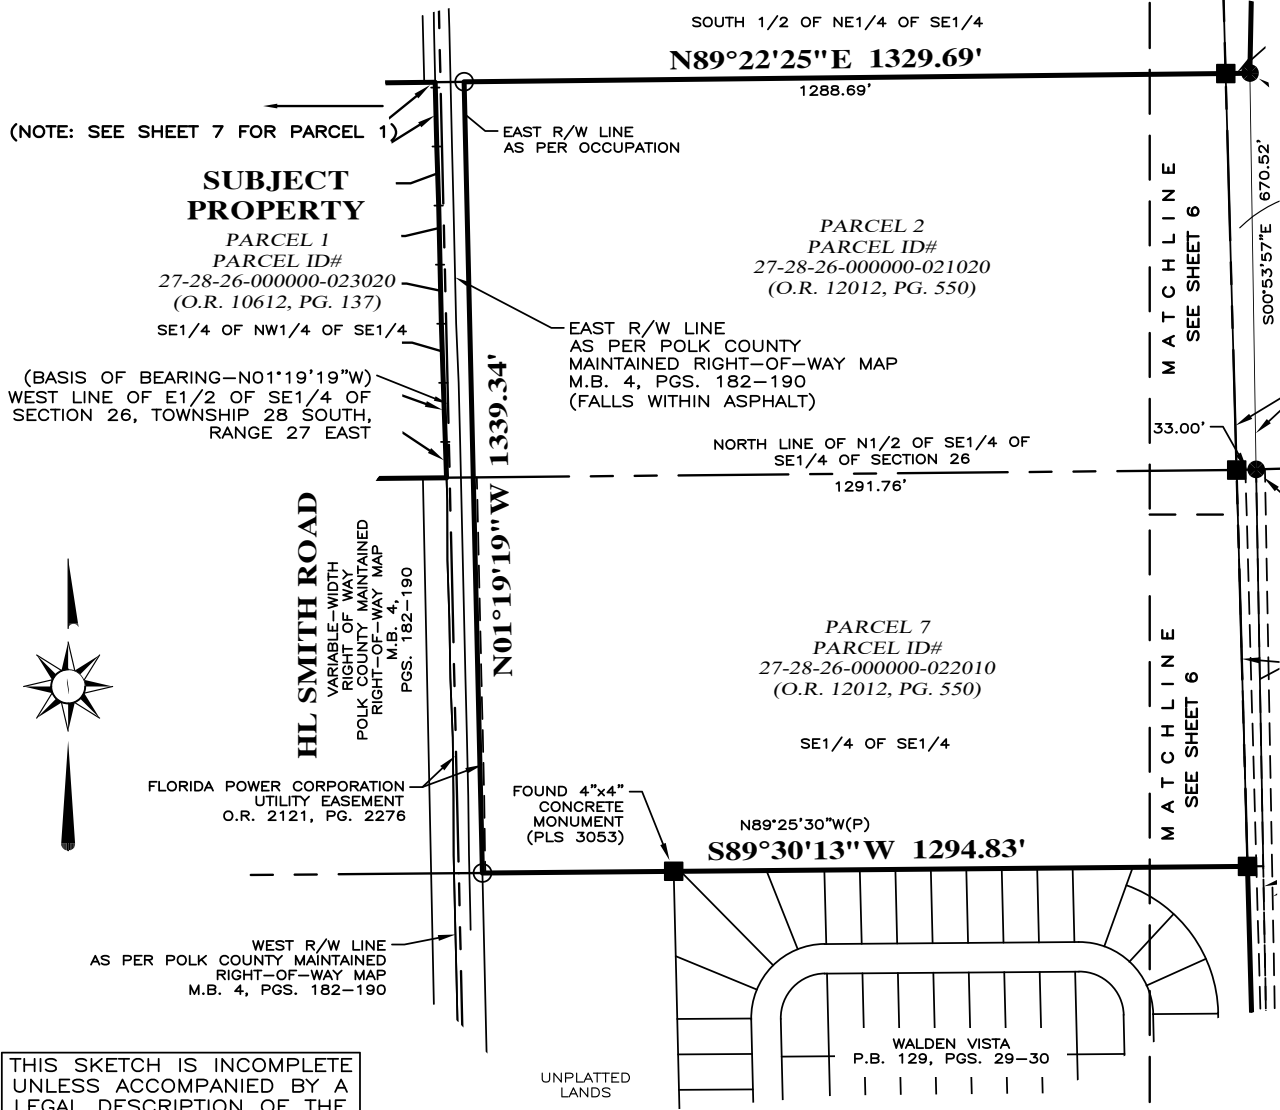 SOUTH 1/2 OF NE1/4 OF SE1/4
N89°22'25"E 1329.69'
1288.69'
(NOTE: SEE SHEET 7 FOR PARCEL 1)
EAST R/W LINE
AS PER OCCUPATION
SUBJECT
PROPERTY
PARCEL 1
PARCEL ID#
27-28-26-000000-023020
(O.R. 10612, PG. 137)
SE1/4 OF NW1/4 OF SE1/4
PARCEL 2
PARCEL ID#
27-28-26-000000-021020
(O.R. 12012, PG. 550)
MATCHLINE
SEE SHEET 6
S00°53'57"E 670.52'
EAST R/W LINE
AS PER POLK COUNTY
MAINTAINED RIGHT-OF-WAY MAP
M.B. 4, PGS. 182-190
(FALLS WITHIN ASPHALT)
(BASIS OF BEARING-N01°19'19"W)
WEST LINE OF E1/2 OF SE1/4 OF
SECTION 26, TOWNSHIP 28 SOUTH,
RANGE 27 EAST
N01°19'19"W 1339.34'
33.00'
NORTH LINE OF N1/2 OF SE1/4 OF
SE1/4 OF SECTION 26
1291.76'
HL SMITH ROAD
VARIABLE-WIDTH
RIGHT OF WAY
POLK COUNTY MAINTAINED
RIGHT-OF-WAY MAP
M.B. 4,
PGS. 182-190
PARCEL 7
PARCEL ID#
27-28-26-000000-022010
(O.R. 12012, PG. 550)
SE1/4 OF SE1/4
MATCHLINE
SEE SHEET 6
FLORIDA POWER CORPORATION
UTILITY EASEMENT
O.R. 2121, PG. 2276
FOUND 4"x4"
CONCRETE
MONUMENT
(PLS 3053)
N89°25'30"W(P)
S89°30'13"W 1294.83'
WEST R/W LINE
AS PER POLK COUNTY MAINTAINED
RIGHT-OF-WAY MAP
M.B. 4, PGS. 182-190
WALDEN VISTA
P.B. 129, PGS. 29-30
UNPLATTED
LANDS
THIS SKETCH IS INCOMPLETE
UNLESS ACCOMPANIED BY A
LEGAL DESCRIPTION OF THE